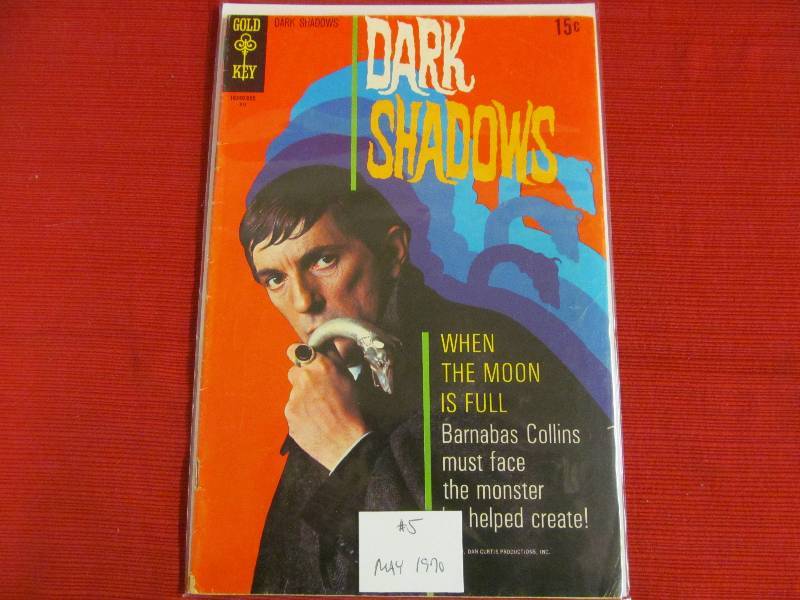 GOLD
KEY
DARK SHADOWS
15¢
DARK
SHADOWS
WHEN
THE MOON
IS FULL
Barnabas Collins
must face
the monster
helped create!
DAN CURTIS PRODUCTIONS, INC.
#5
MAY 1970